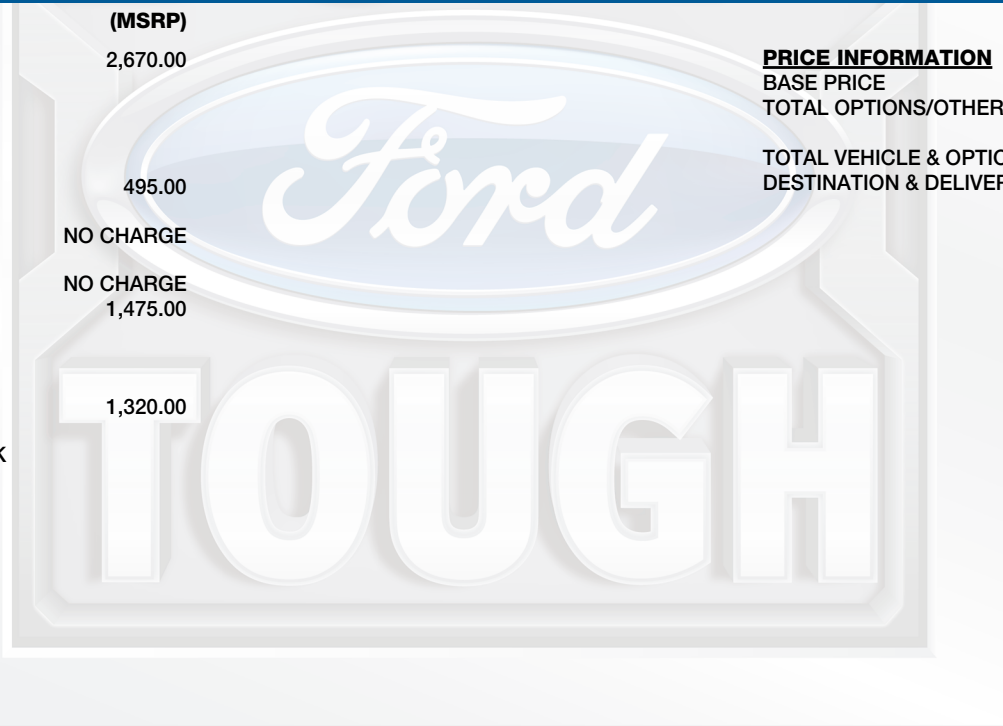 (MSRP)
2,670.00
495.00
NO CHARGE
NO CHARGE
1,475.00
1,320.00
K
PRICE INFORMATION
BASE PRICE
TOTAL OPTIONS/OTHER
TOTAL VEHICLE & OPTIO
DESTINATION & DELIVER
Ford
TOUGH